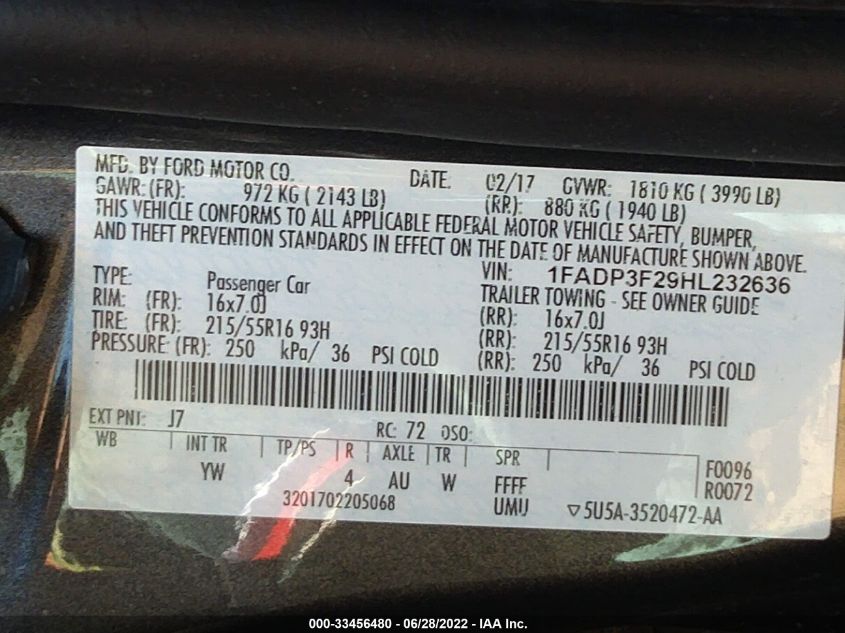 MFD. BY FORD MOTOR CO. DATE: 02/17 GVWR: 1810 KG ( 3990 LB)
GAWR: (FR): 972 KG ( 2143 LB) (RR): 880 KG ( 1940 LB)
THIS VEHICLE CONFORMS TO ALL APPLICABLE FEDERAL MOTOR VEHICLE SAFETY, BUMPER,
AND THEFT PREVENTION STANDARDS IN EFFECT ON THE DATE OF MANUFACTURE SHOWN ABOVE.
VIN: 1FADP3F29HL232636
TYPE: Passenger Car TRAILER TOWING - SEE OWNER GUIDE
RIM: (FR): 16x7.0J (RR): 16x7.0J
TIRE: (FR): 215/55R16 93H (RR): 215/55R16 93H
PRESSURE: (FR): 250 kPa/ 36 PSI COLD (RR): 250 kPa/ 36 PSI COLD
EXT PNT: J7 RC: 72 DSO:
WB INT TR TP/PS R AXLE TR SPR F0096
YW 4 AU W FFFF R0072
3201702205068 UMU ▽5U5A-3520472-AA
000-33456480 - 06/28/2022 - IAA Inc.